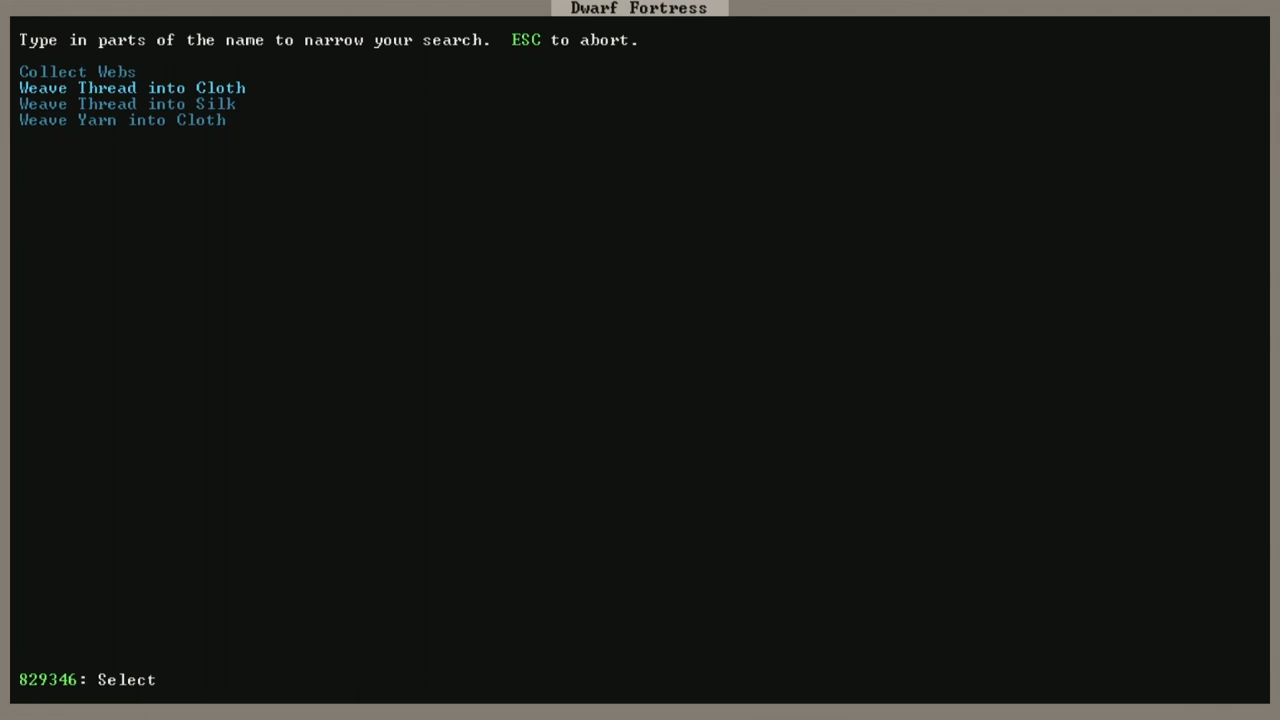 Dwarf Fortress
Type in parts of the name to narrow your search.  ESC to abort.
Collect Webs
Weave Thread into Cloth
Weave Thread into Silk
Weave Yarn into Cloth
829346: Select